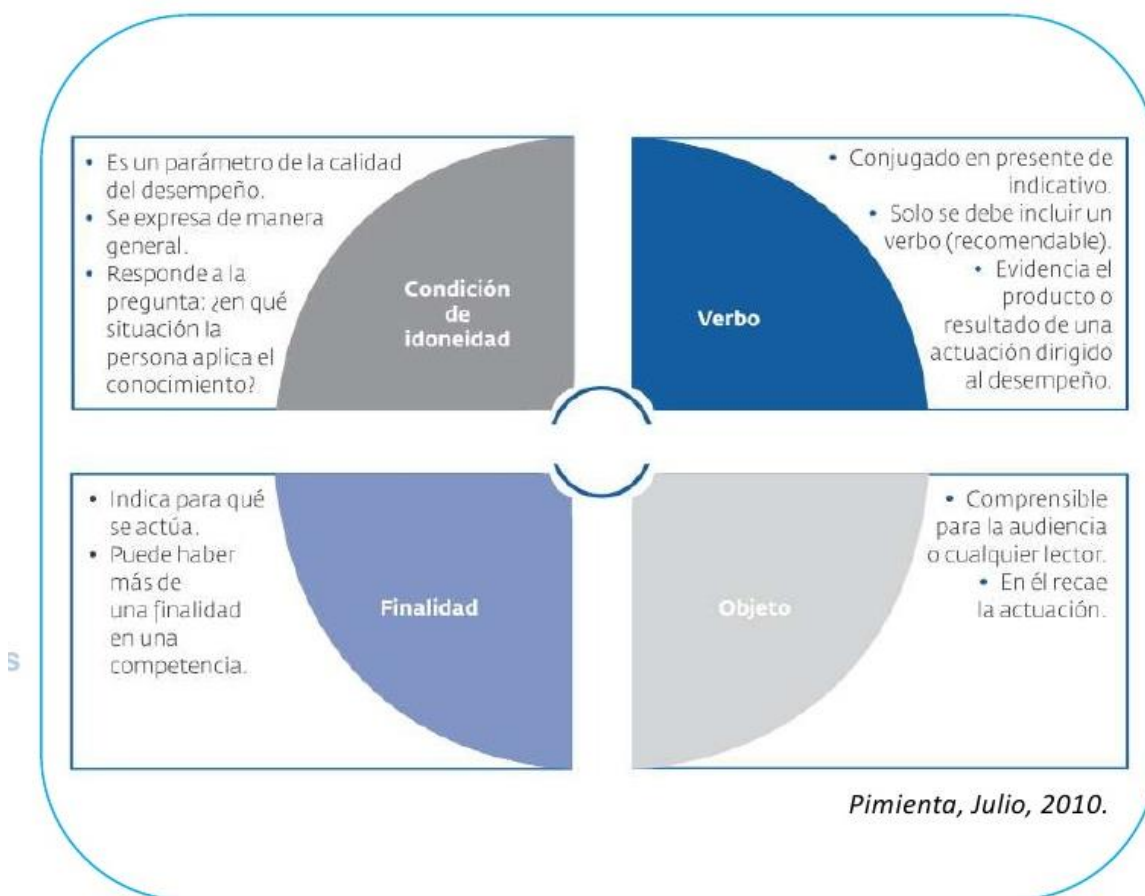 • Es un parámetro de la calidad
del desempeño.
• Se expresa de manera
general.
• Responde a la
pregunta: ¿en qué
situación la
persona aplica el
conocimiento?
Condición
de
idoneidad
Verbo
• Conjugado en presente de
indicativo.
• Solo se debe incluir un
verbo (recomendable).
• Evidencia el
producto o
resultado de una
actuación dirigido
al desempeño.
• Indica para qué
se actúa.
• Puede haber
más de
una finalidad
en una
competencia.
Finalidad
Objeto
• Comprensible
para la audiencia
o cualquier lector.
• En él recae
la actuación.
s
Pimienta, Julio, 2010.